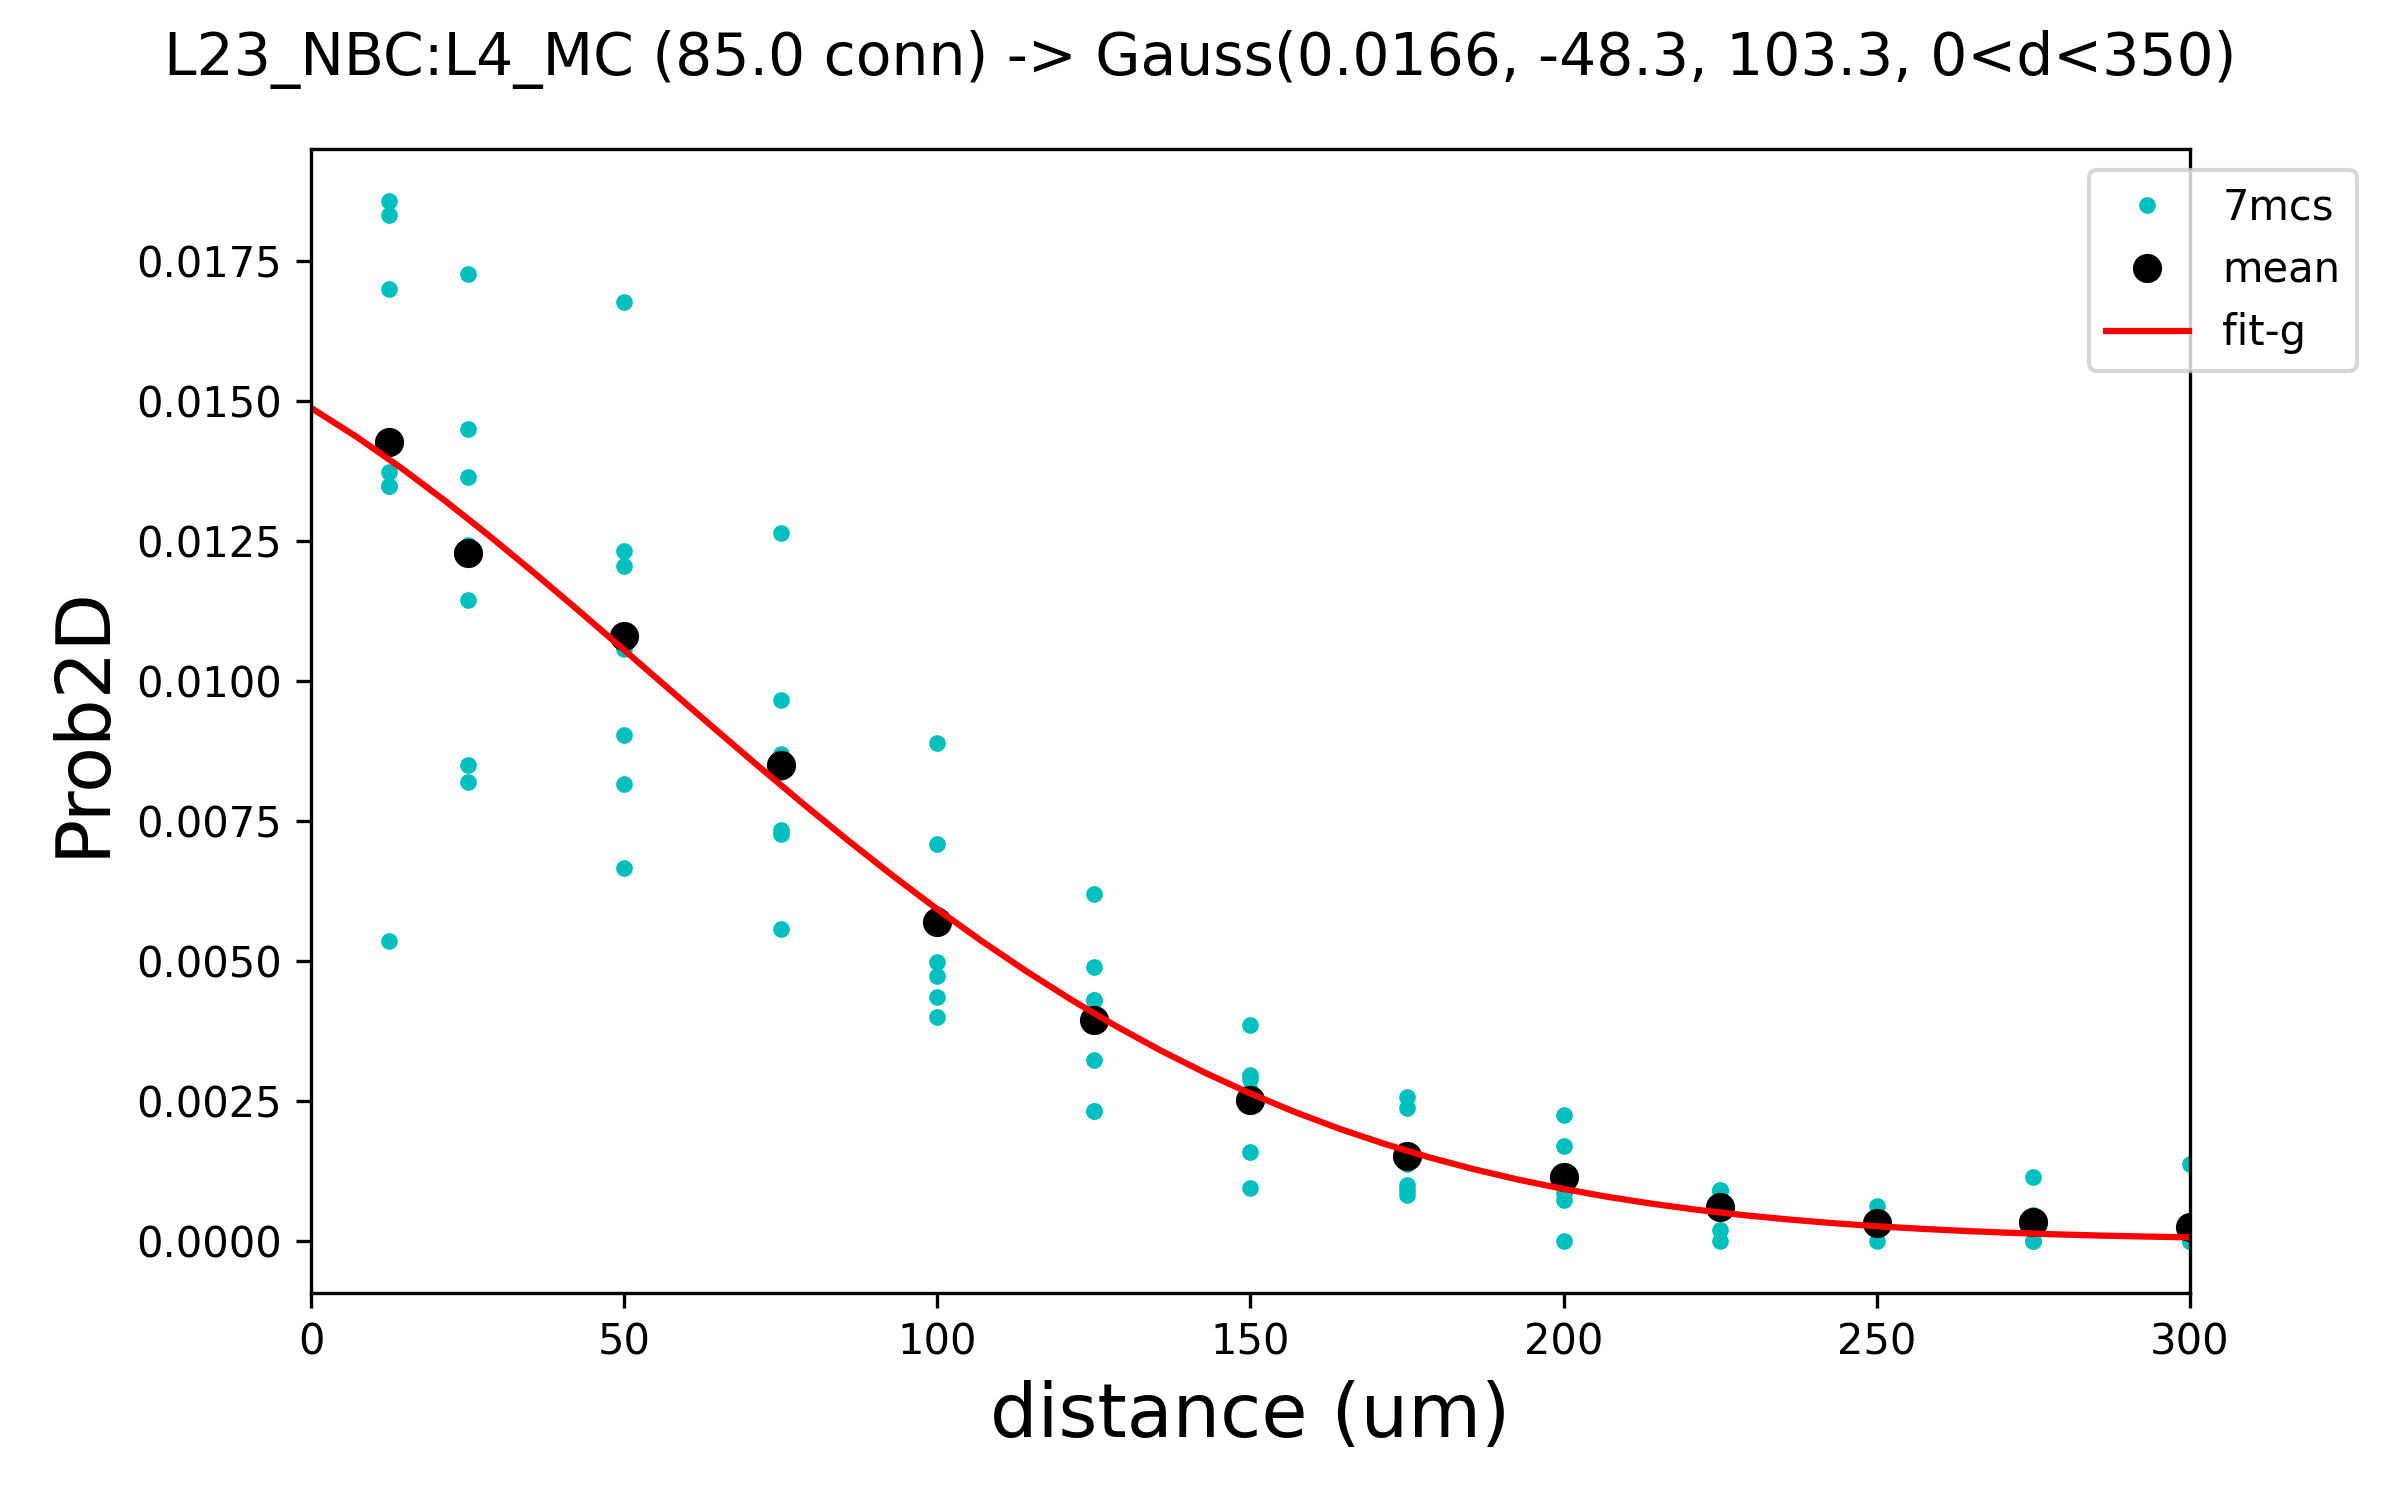 L23_NBC:L4_MC (85.0 conn) -> Gauss(0.0166, -48.3, 103.3, 0<d<350)
7mcs
mean
fit-g
Prob2D
0.0175
0.0150
0.0125
0.0100
0.0075
0.0050
0.0025
0.0000
0 50 100 150 200 250 300
distance (um)